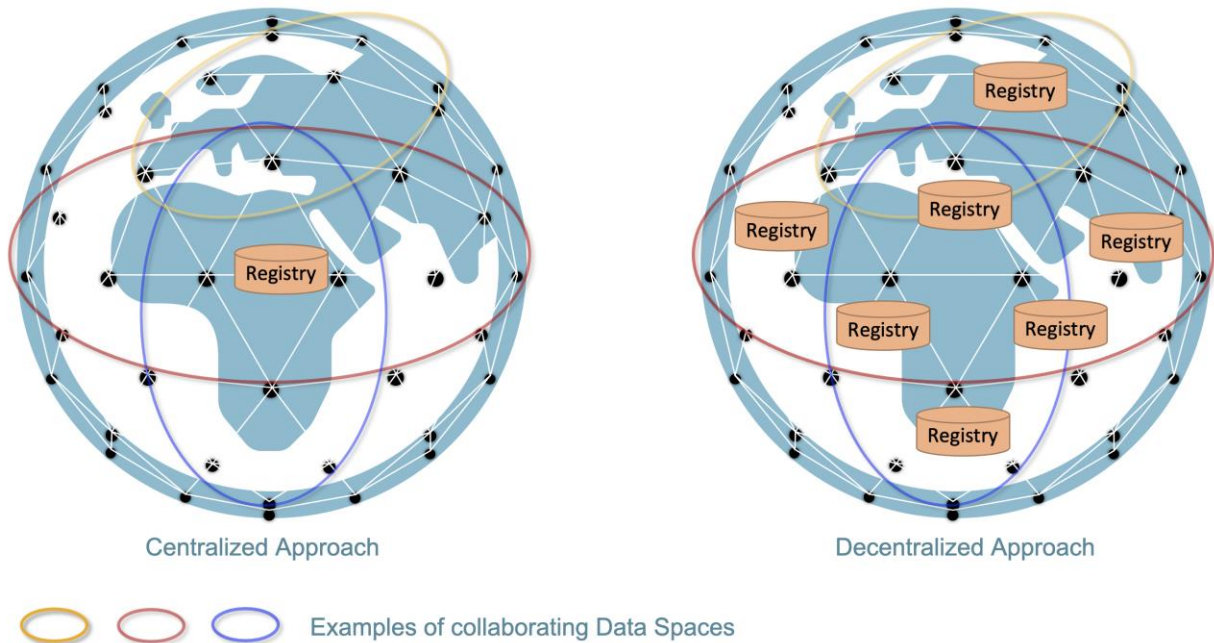 Registry
Centralized Approach
Registry
Registry
Registry
Registry
Registry
Registry
Registry
Decentralized Approach
Examples of collaborating Data Spaces